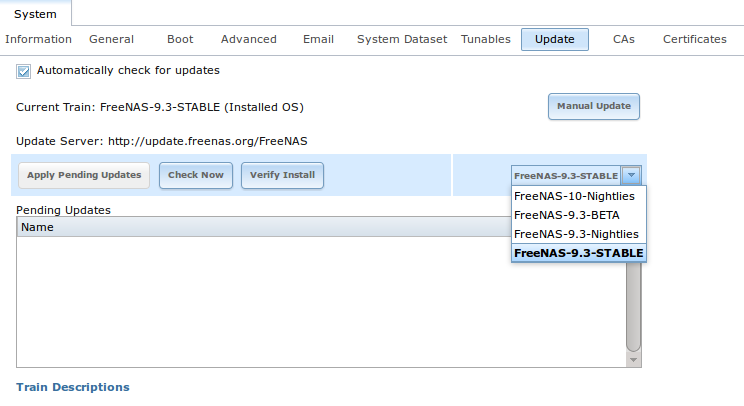 System
Information General Boot Advanced Email System Dataset Tunables Update CAs Certificates
Automatically check for updates
Current Train: FreeNAS-9.3-STABLE (Installed OS)
Manual Update
Update Server: http://update.freenas.org/FreeNAS
Apply Pending Updates Check Now Verify Install FreeNAS-9.3-STABLE
FreeNAS-10-Nightlies
FreeNAS-9.3-BETA
FreeNAS-9.3-Nightlies
FreeNAS-9.3-STABLE
Pending Updates
Name
Train Descriptions